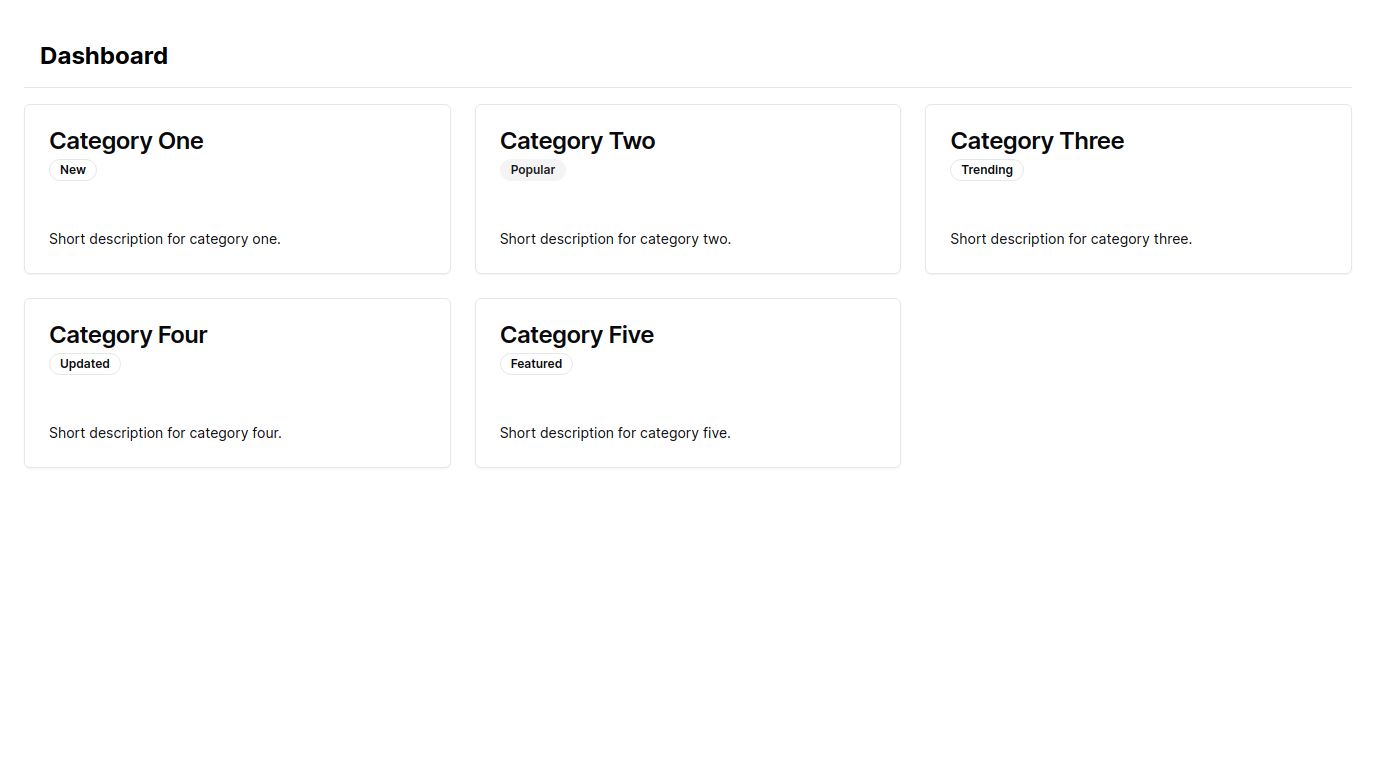 Dashboard
Category One
New
Short description for category one.
Category Two
Popular
Short description for category two.
Category Three
Trending
Short description for category three.
Category Four
Updated
Short description for category four.
Category Five
Featured
Short description for category five.